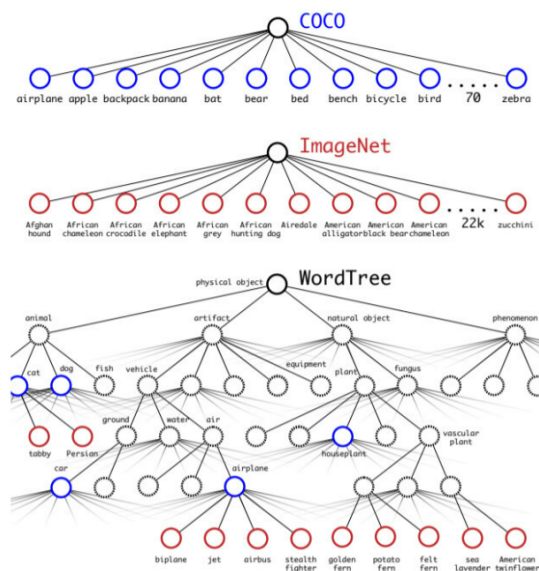 COCO
airplane apple backpack banana bat bear bed bench bicycle bird 70 zebra
ImageNet
Afghan hound
African chameleon
African crocodile
African elephant
African grey
African hunting dog
Airedale
American alligator
American black bear
American chameleon
22k
zucchini
WordTree
physical object
animal artifact natural object phenomenon
cat dog fish vehicle equipment plant fungus
tabby Persian ground water air houseplant vascular plant
car airplane
biplane jet airbus stealth fighter golden fern potato fern felt fern sea lavender American twinflower